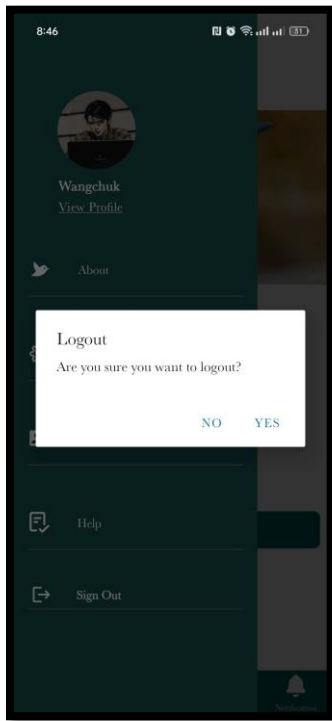 8:46
31
Wangchuk
View Profile
About
Logout
Are you sure you want to logout?
NO YES
Help
Sign Out
Notification